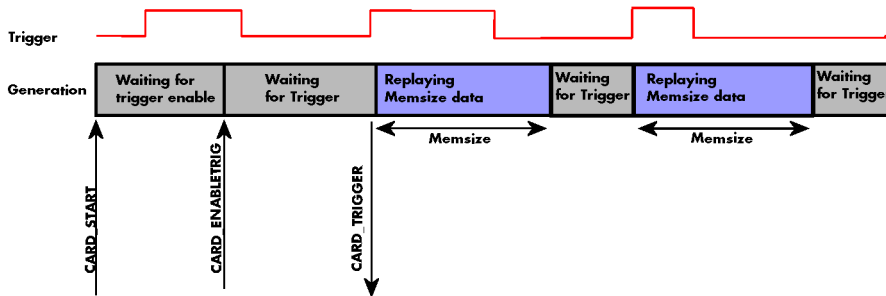 Trigger
Generation
Waiting for
trigger enable
Waiting
for Trigger
Replaying
Memsize data
Waiting
for Trigger
Replaying
Memsize data
Waiting
for Trigge
Memsize
Memsize
CARD_START
CARD_ENABLETRIG
CARD_TRIGGER